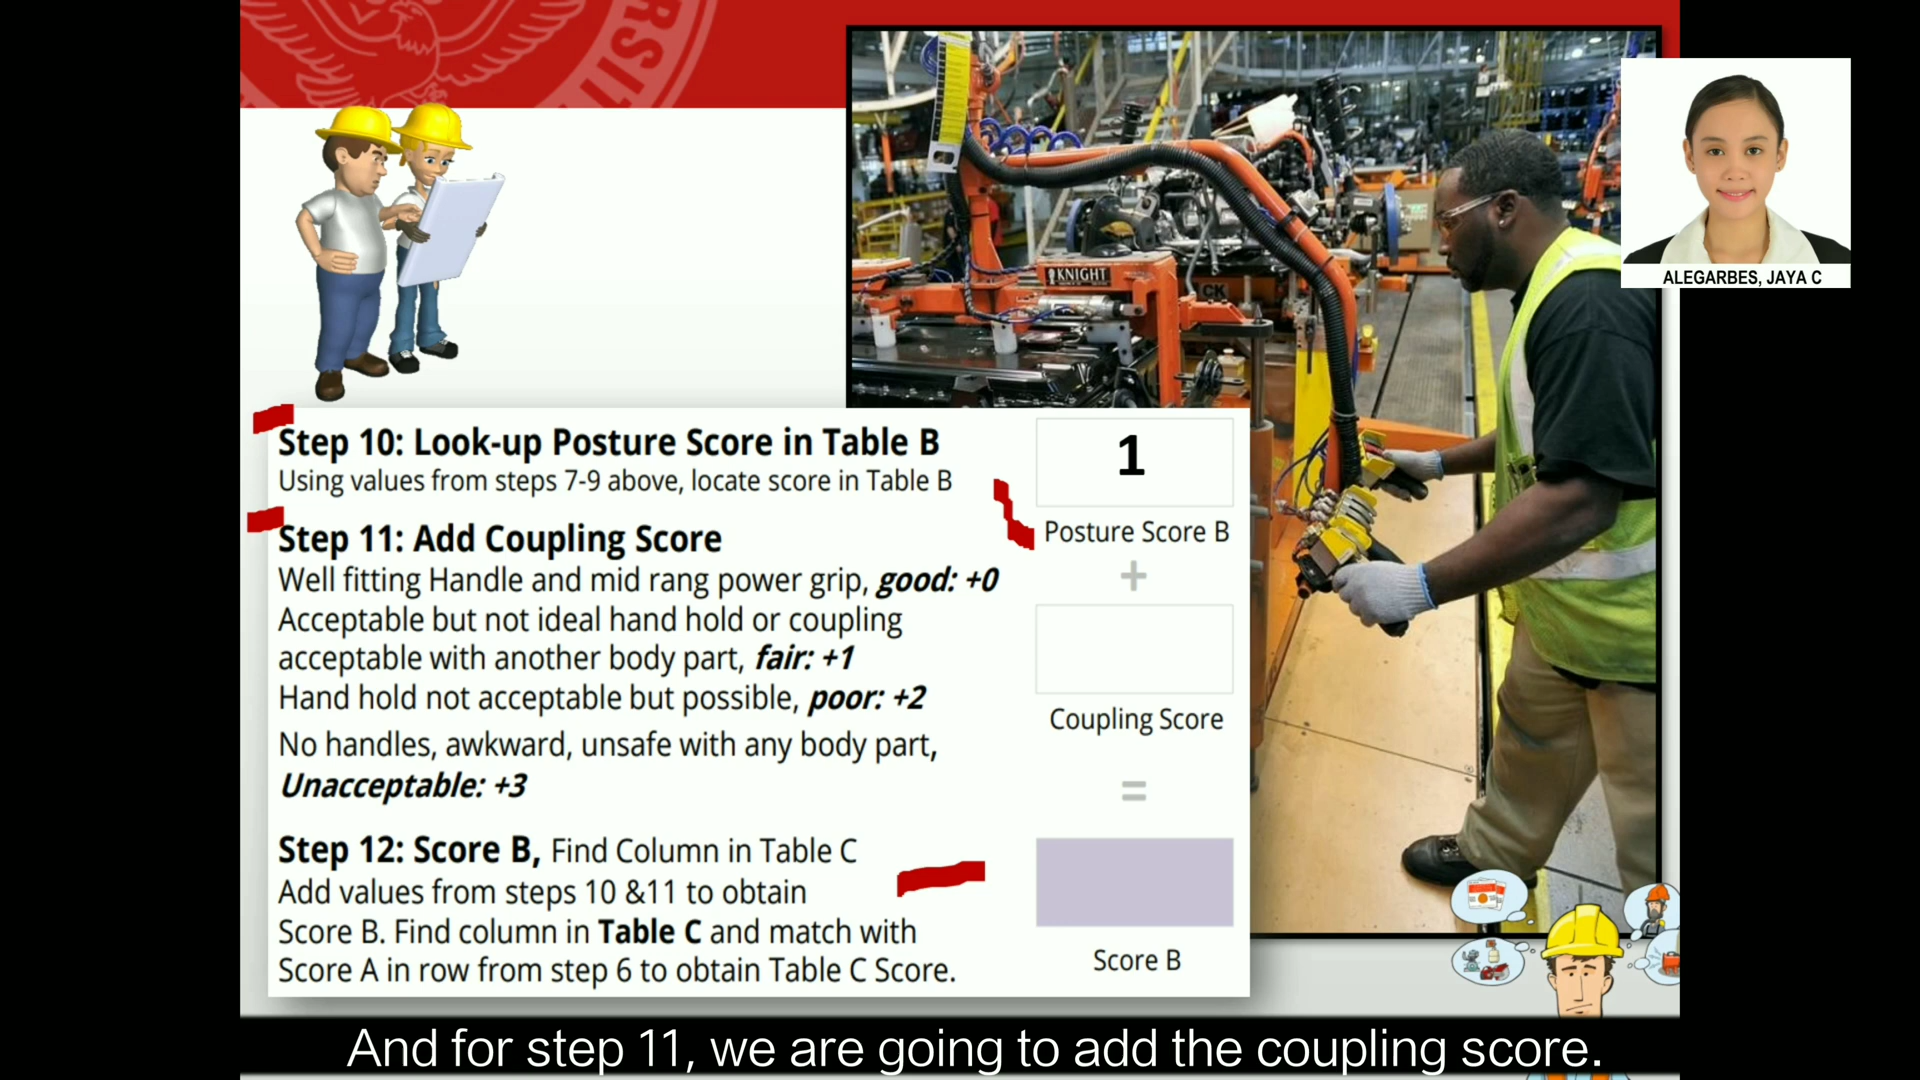 RSIT
KNIGHT
CK
ALEGARBES, JAYA C
Step 10: Look-up Posture Score in Table B
Using values from steps 7-9 above, locate score in Table B
1
Posture Score B
+
Step 11: Add Coupling Score
Well fitting Handle and mid rang power grip, good: +0
Acceptable but not ideal hand hold or coupling
acceptable with another body part, fair: +1
Hand hold not acceptable but possible, poor: +2
No handles, awkward, unsafe with any body part,
Unacceptable: +3
Coupling Score
=
Step 12: Score B, Find Column in Table C
Add values from steps 10 &11 to obtain
Score B. Find column in Table C and match with
Score A in row from step 6 to obtain Table C Score.
Score B
And for step 11, we are going to add the coupling score.